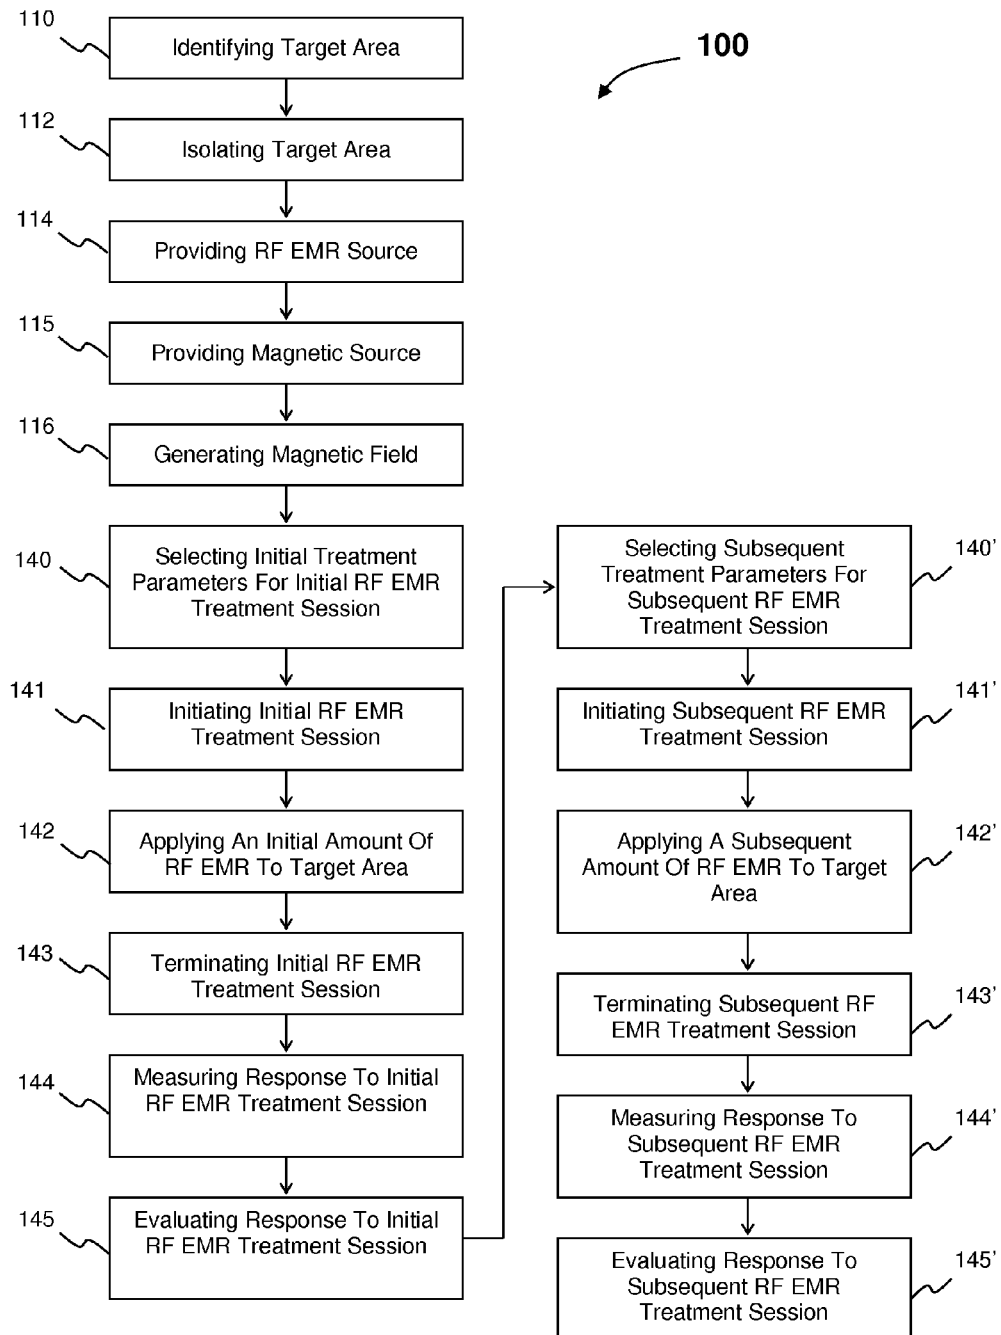 100
110
Identifying Target Area
112
Isolating Target Area
114
Providing RF EMR Source
115
Providing Magnetic Source
116
Generating Magnetic Field
140
Selecting Initial Treatment
Parameters For Initial RF EMR
Treatment Session
141
Initiating Initial RF EMR
Treatment Session
142
Applying An Initial Amount Of
RF EMR To Target Area
143
Terminating Initial RF EMR
Treatment Session
144
Measuring Response To Initial
RF EMR Treatment Session
145
Evaluating Response To Initial
RF EMR Treatment Session
140'
Selecting Subsequent
Treatment Parameters For
Subsequent RF EMR
Treatment Session
141'
Initiating Subsequent RF EMR
Treatment Session
142'
Applying A Subsequent
Amount Of RF EMR To Target
Area
143'
Terminating Subsequent RF
EMR Treatment Session
144'
Measuring Response To
Subsequent RF EMR
Treatment Session
145'
Evaluating Response To
Subsequent RF EMR
Treatment Session